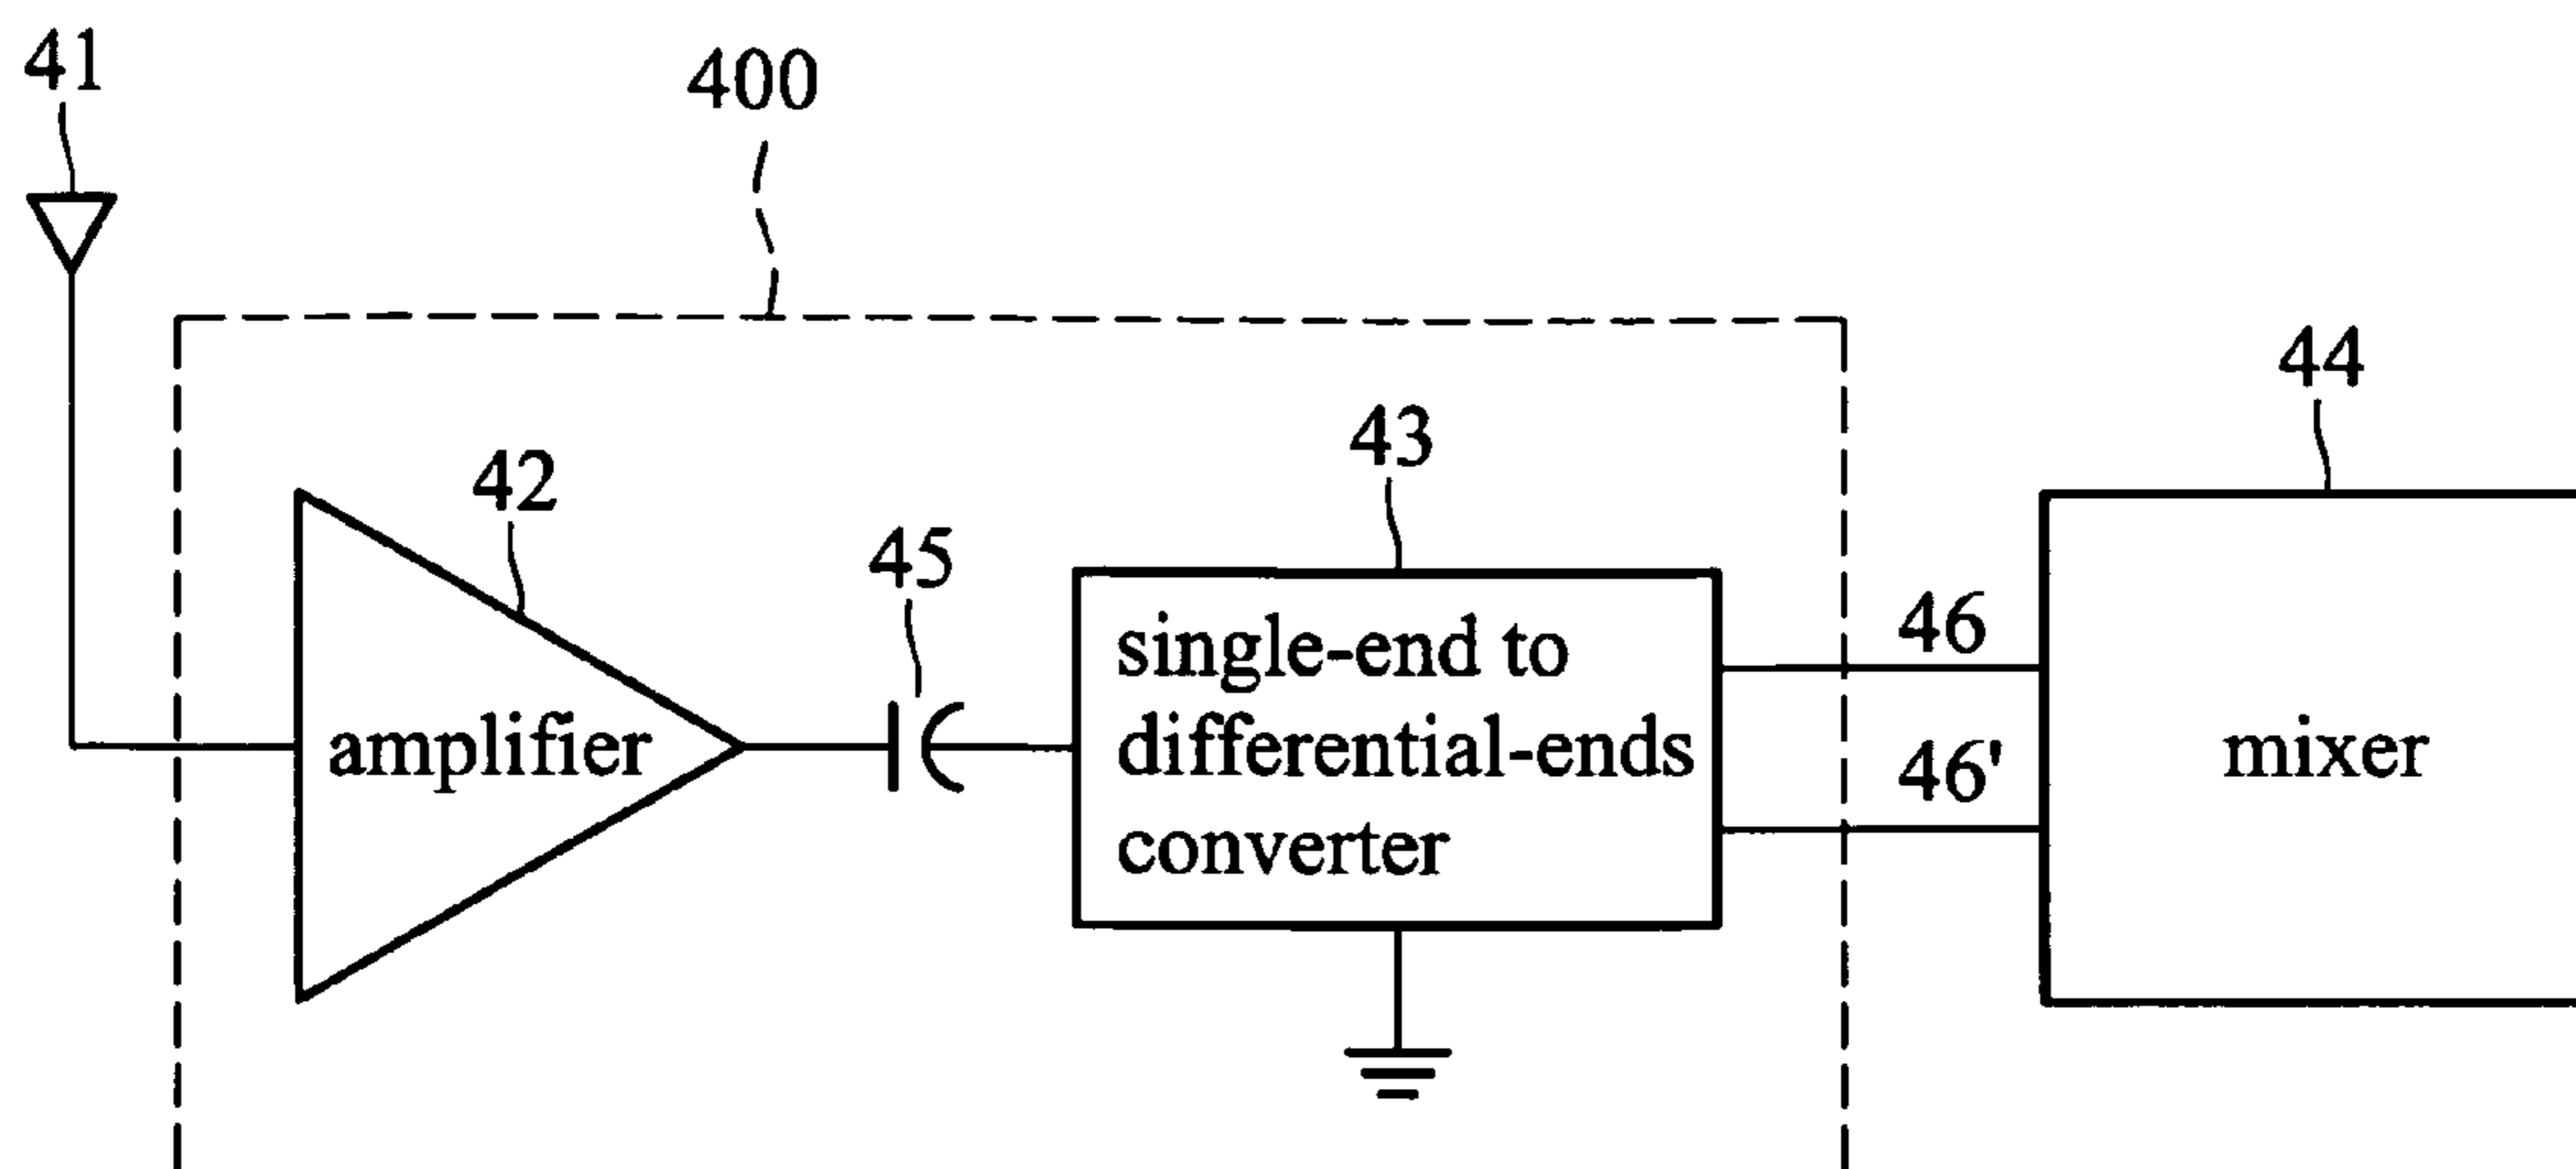 41
400
44
43
42
45
single-end to
differential-ends
converter
amplifier
46
46'
mixer